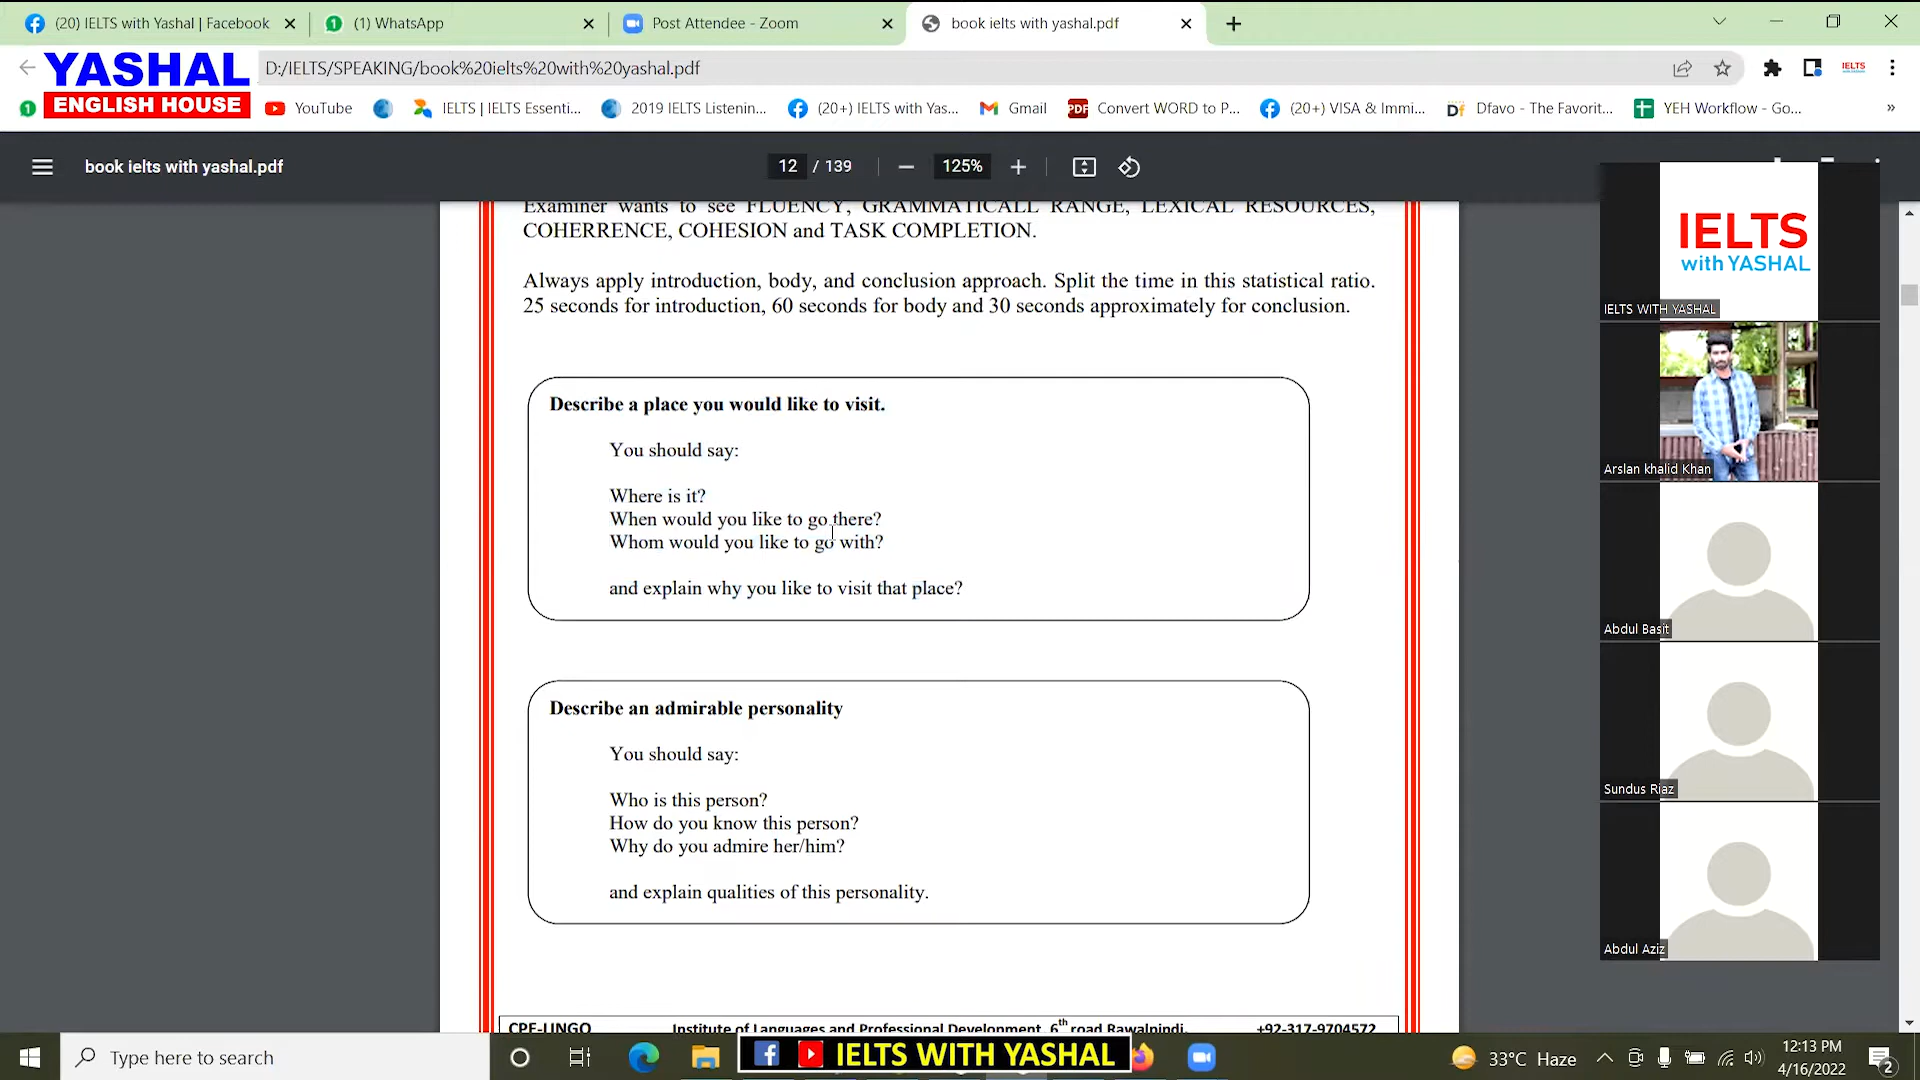 (20) IELTS with Yashal | Facebook
(1) WhatsApp
Post Attendee - Zoom
book ielts with yashal.pdf
YASHAL
ENGLISH HOUSE
D:/IELTS/SPEAKING/book%20ielts%20with%20yashal.pdf
IELTS
YouTube
IELTS | IELTS Essenti...
2019 IELTS Listenin...
(20+) IELTS with Yas...
Gmail
PDF
Convert WORD to P...
(20+) VISA & Immi...
Df
Dfavo - The Favorit...
YEH Workflow - Go...
»
book ielts with yashal.pdf
12 / 139
125%
Examiner wants to see FLUENCY, GRAMMATICALL RANGE, LEXICAL RESOURCES,
COHERRENCE, COHESION and TASK COMPLETION.
Always apply introduction, body, and conclusion approach. Split the time in this statistical ratio.
25 seconds for introduction, 60 seconds for body and 30 seconds approximately for conclusion.
Describe a place you would like to visit.
You should say:
Where is it?
When would you like to go there?
Whom would you like to go with?
and explain why you like to visit that place?
Describe an admirable personality
You should say:
Who is this person?
How do you know this person?
Why do you admire her/him?
and explain qualities of this personality.
CPE-LINGO Institute of Languages and Professional Development, 6th road Rawalpindi. +92-317-9704572
IELTS
with YASHAL
IELTS WITH YASHAL
Arslan khalid Khan
Abdul Basit
Sundus Riaz
Abdul Aziz
Type here to search
IELTS WITH YASHAL
33°C Haze
12:13 PM
4/16/2022
2